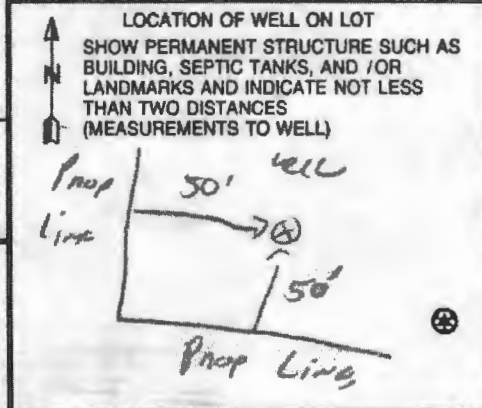 LOCATION OF WELL ON LOT
SHOW PERMANENT STRUCTURE SUCH AS
BUILDING, SEPTIC TANKS, AND /OR
LANDMARKS AND INDICATE NOT LESS
THAN TWO DISTANCES
(MEASUREMENTS TO WELL)
N
Prop
Line
50'
well
50'
Prop Line